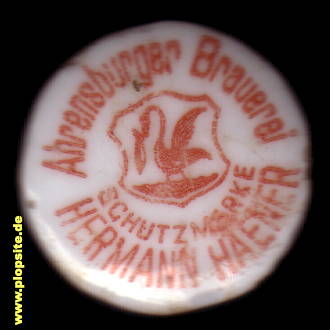 Ahrensburger Brauerei
SCHUTZMARKE
HERMANN HAENER
www.plopsite.de